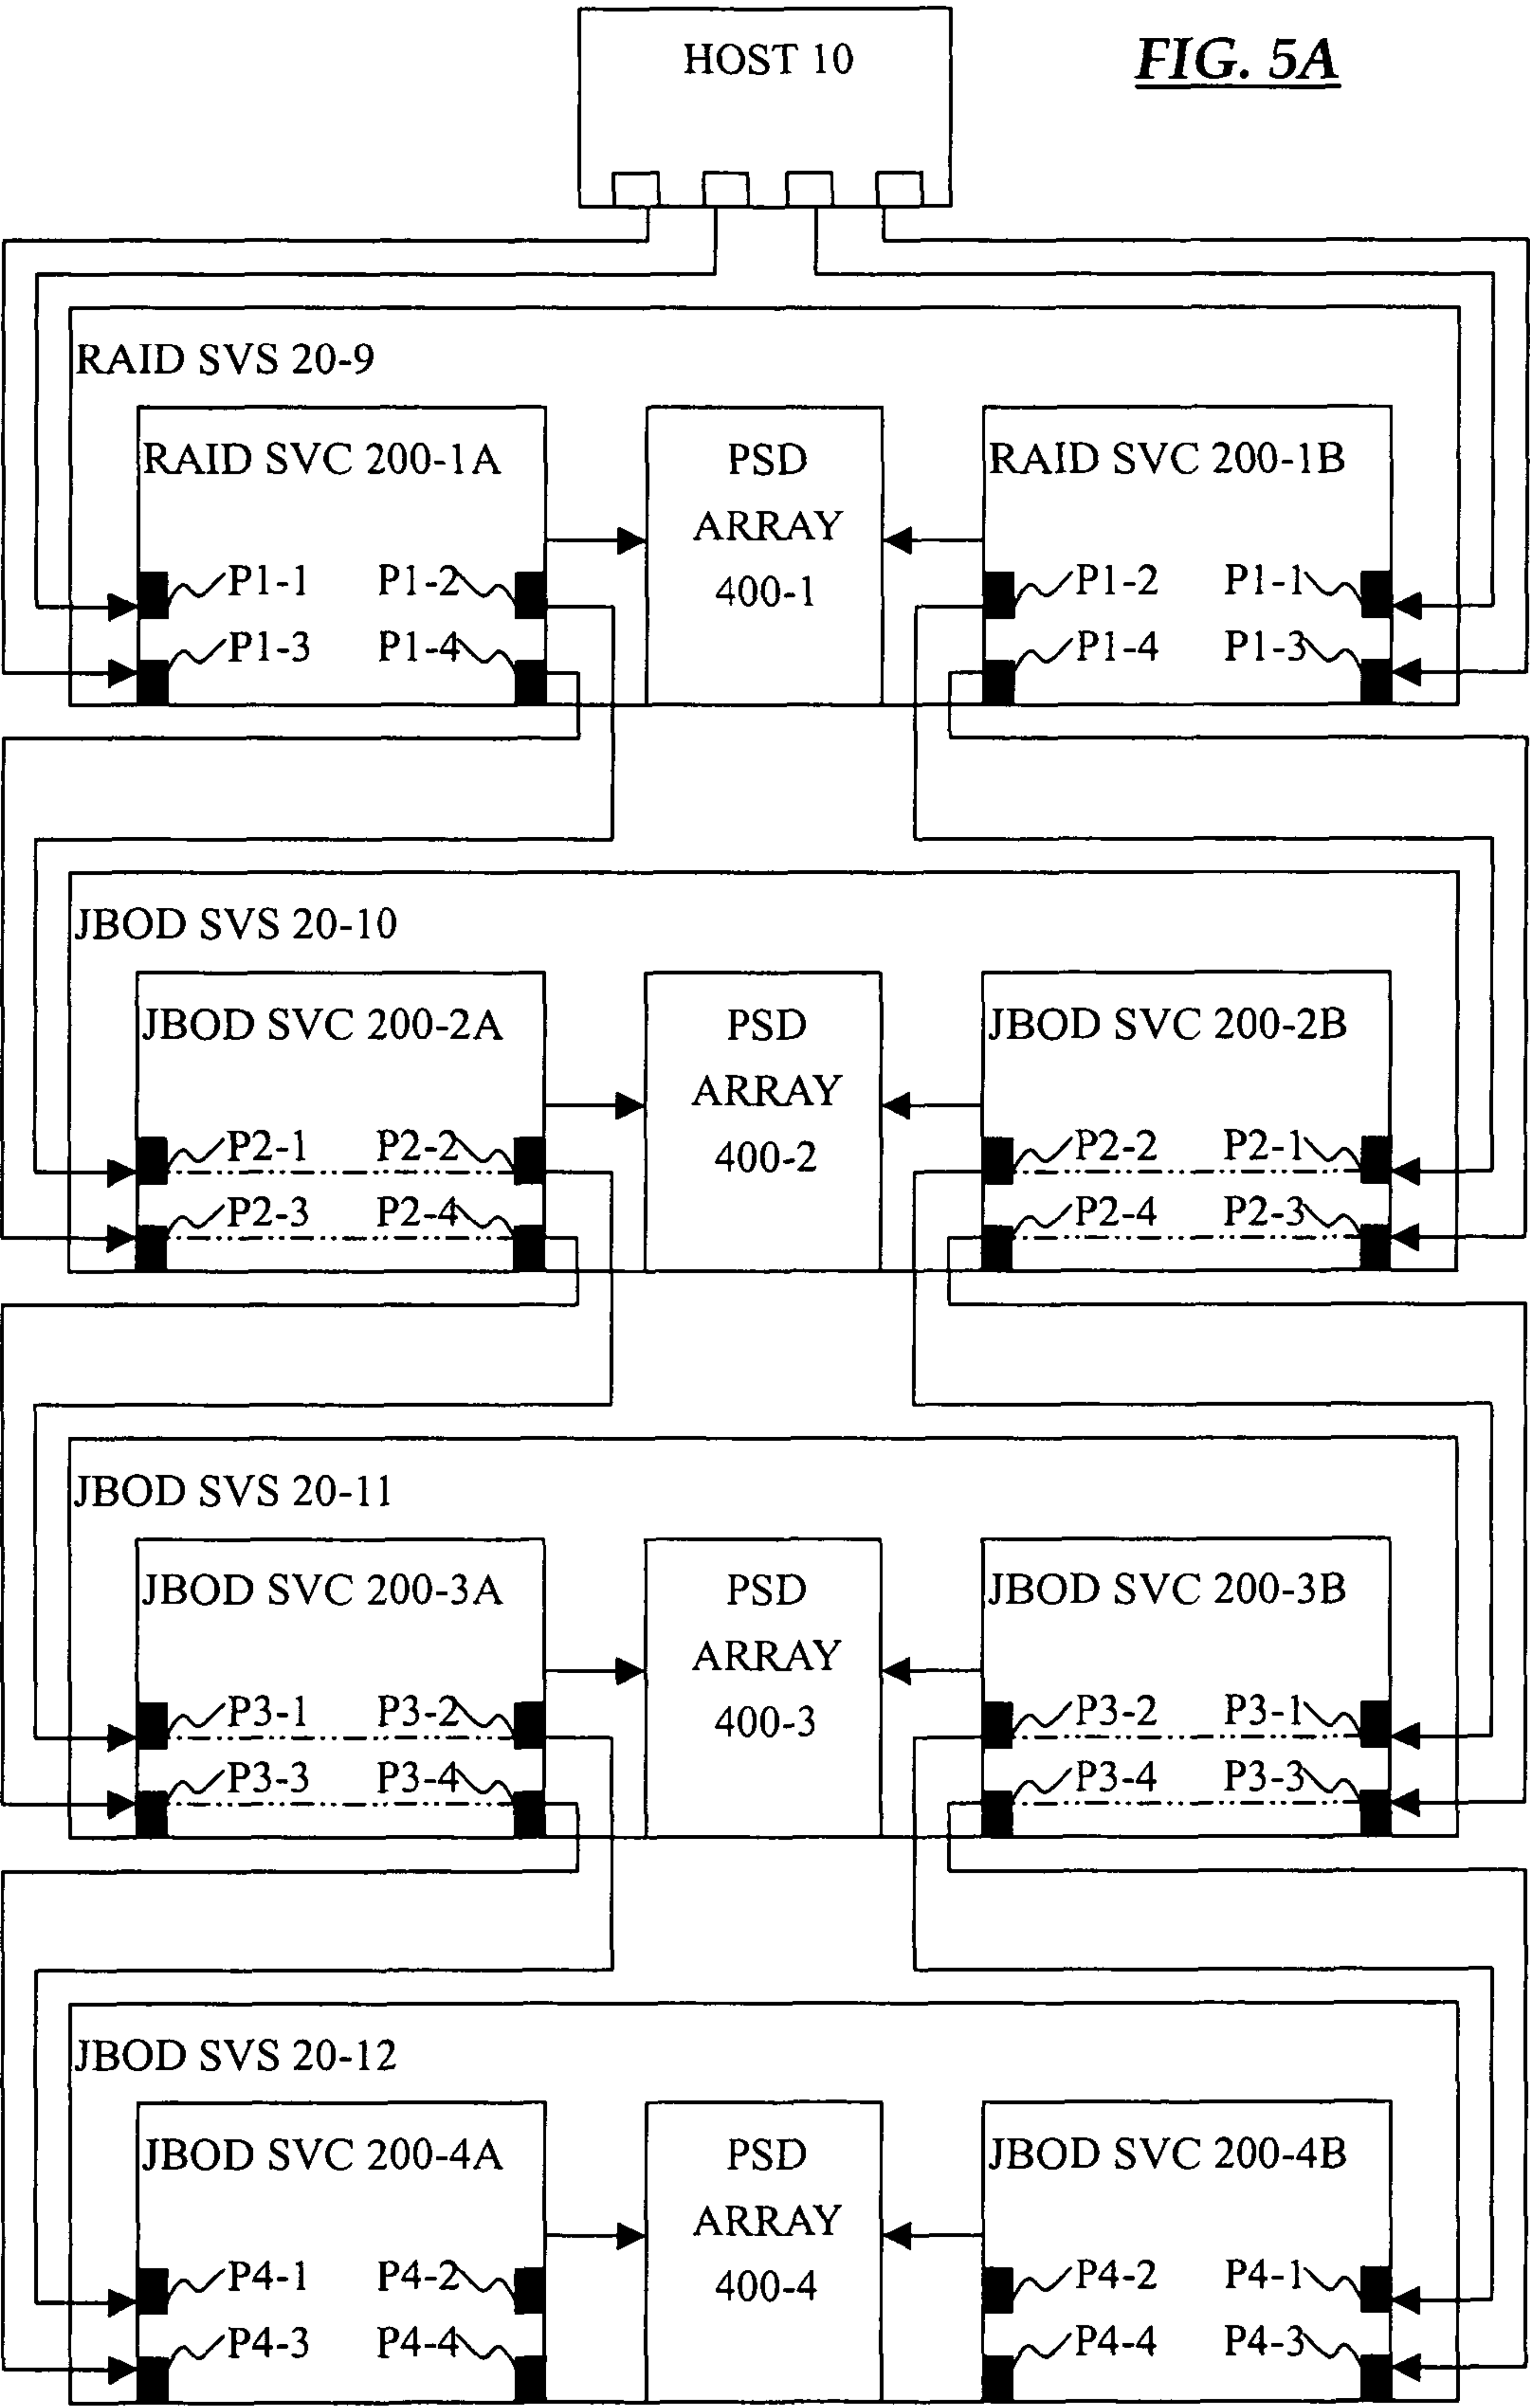 HOST 10
FIG. 5A
RAID SVS 20-9
RAID SVC 200-1A
PSD
ARRAY
400-1
RAID SVC 200-1B
P1-1 P1-2
P1-3 P1-4
P1-2 P1-1
P1-4 P1-3
JBOD SVS 20-10
JBOD SVC 200-2A
PSD
ARRAY
400-2
JBOD SVC 200-2B
P2-1 P2-2
P2-3 P2-4
P2-2 P2-1
P2-4 P2-3
JBOD SVS 20-11
JBOD SVC 200-3A
PSD
ARRAY
400-3
JBOD SVC 200-3B
P3-1 P3-2
P3-3 P3-4
P3-2 P3-1
P3-4 P3-3
JBOD SVS 20-12
JBOD SVC 200-4A
PSD
ARRAY
400-4
JBOD SVC 200-4B
P4-1 P4-2
P4-3 P4-4
P4-2 P4-1
P4-4 P4-3